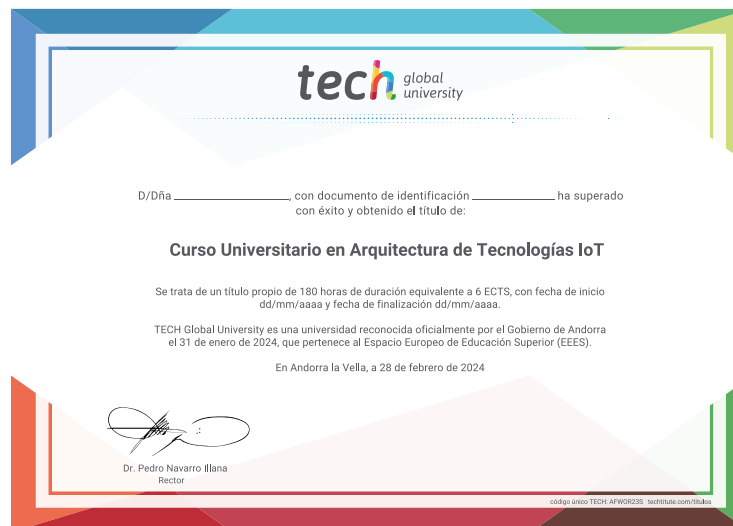 tech global university
D/Dña ____________________, con documento de identificación ______________ ha superado
con éxito y obtenido el título de:
Curso Universitario en Arquitectura de Tecnologías IoT
Se trata de un título propio de 180 horas de duración equivalente a 6 ECTS, con fecha de inicio
dd/mm/aaaa y fecha de finalización dd/mm/aaaa.
TECH Global University es una universidad reconocida oficialmente por el Gobierno de Andorra
el 31 de enero de 2024, que pertenece al Espacio Europeo de Educación Superior (EEES).
En Andorra la Vella, a 28 de febrero de 2024
Dr. Pedro Navarro Illana
Rector
código único TECH: AFWOR23S techtitute.com/titulos